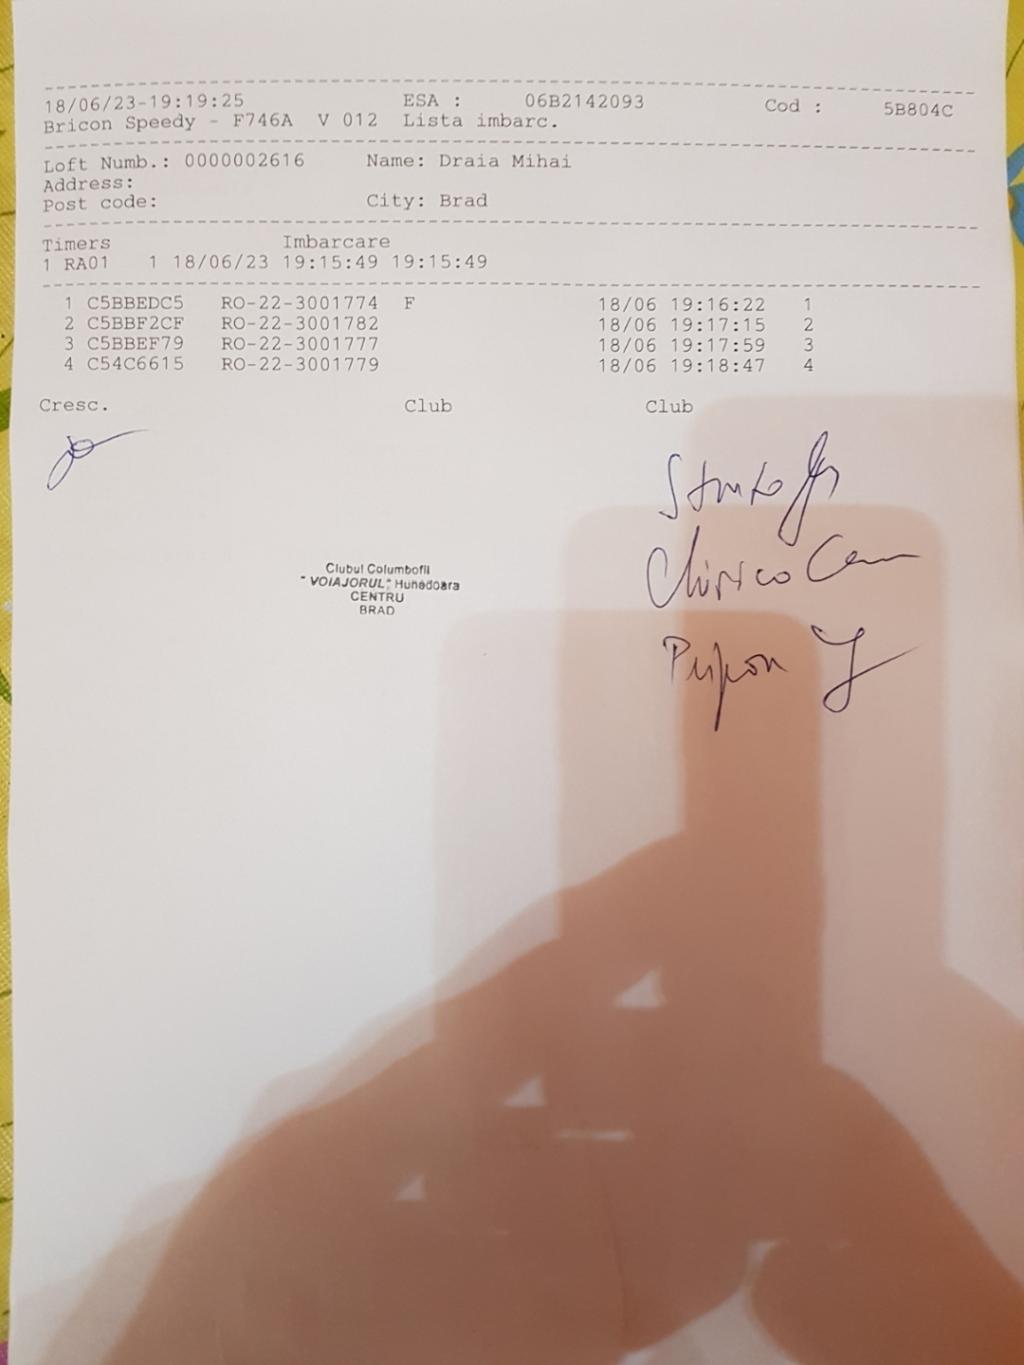 18/06/23-19:19:25 ESA : 06B2142093 Cod : 5B804C
Bricon Speedy - F746A V 012 Lista imbarc.
Loft Numb.: 0000002616 Name: Draia Mihai
Address:
Post code: City: Brad
Timers Imbarcare
1 RA01 1 18/06/23 19:15:49 19:15:49
1 C5BBEDC5 RO-22-3001774 F 18/06 19:16:22 1
2 C5BBF2CF RO-22-3001782 18/06 19:17:15 2
3 C5BBEF79 RO-22-3001777 18/06 19:17:59 3
4 C54C6615 RO-22-3001779 18/06 19:18:47 4
Cresc. Club Club
Clubul Columbofil
"VOIAJORUL" Hunedoara
CENTRU
BRAD